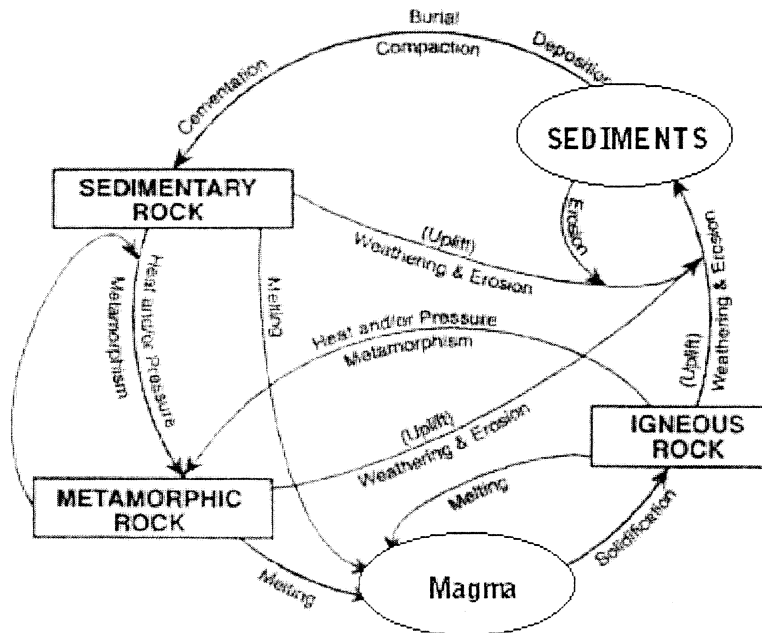 Burial
Compaction
Deposition
Cementation
SEDIMENTS
SEDIMENTARY
ROCK
Erosion
(Uplift)
Weathering & Erosion
(Uplift)
Weathering & Erosion
Melting
Heat and/or Pressure
Metamorphism
Heat and/or Pressure
Metamorphism
IGNEOUS
ROCK
(Uplift)
Weathering & Erosion
METAMORPHIC
ROCK
Melting
Solidification
Melting
Magma